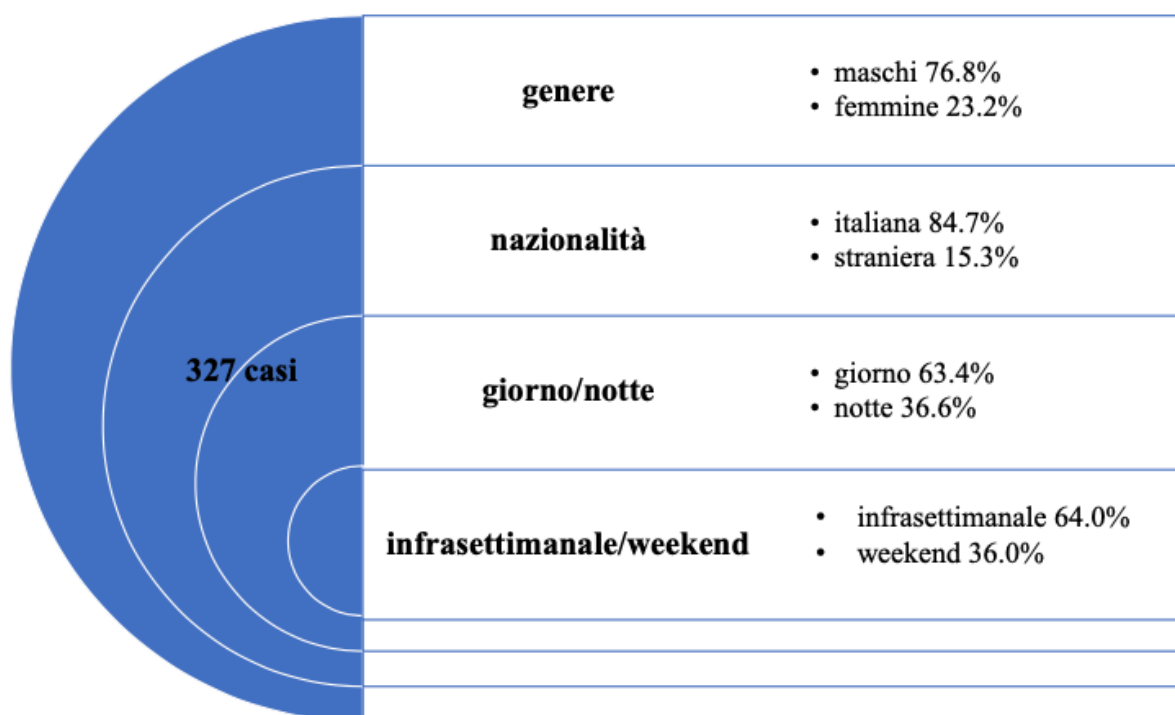 327 casi
genere
• maschi 76.8%
• femmine 23.2%
nazionalità
• italiana 84.7%
• straniera 15.3%
giorno/notte
• giorno 63.4%
• notte 36.6%
infrasettimanale/weekend
• infrasettimanale 64.0%
• weekend 36.0%